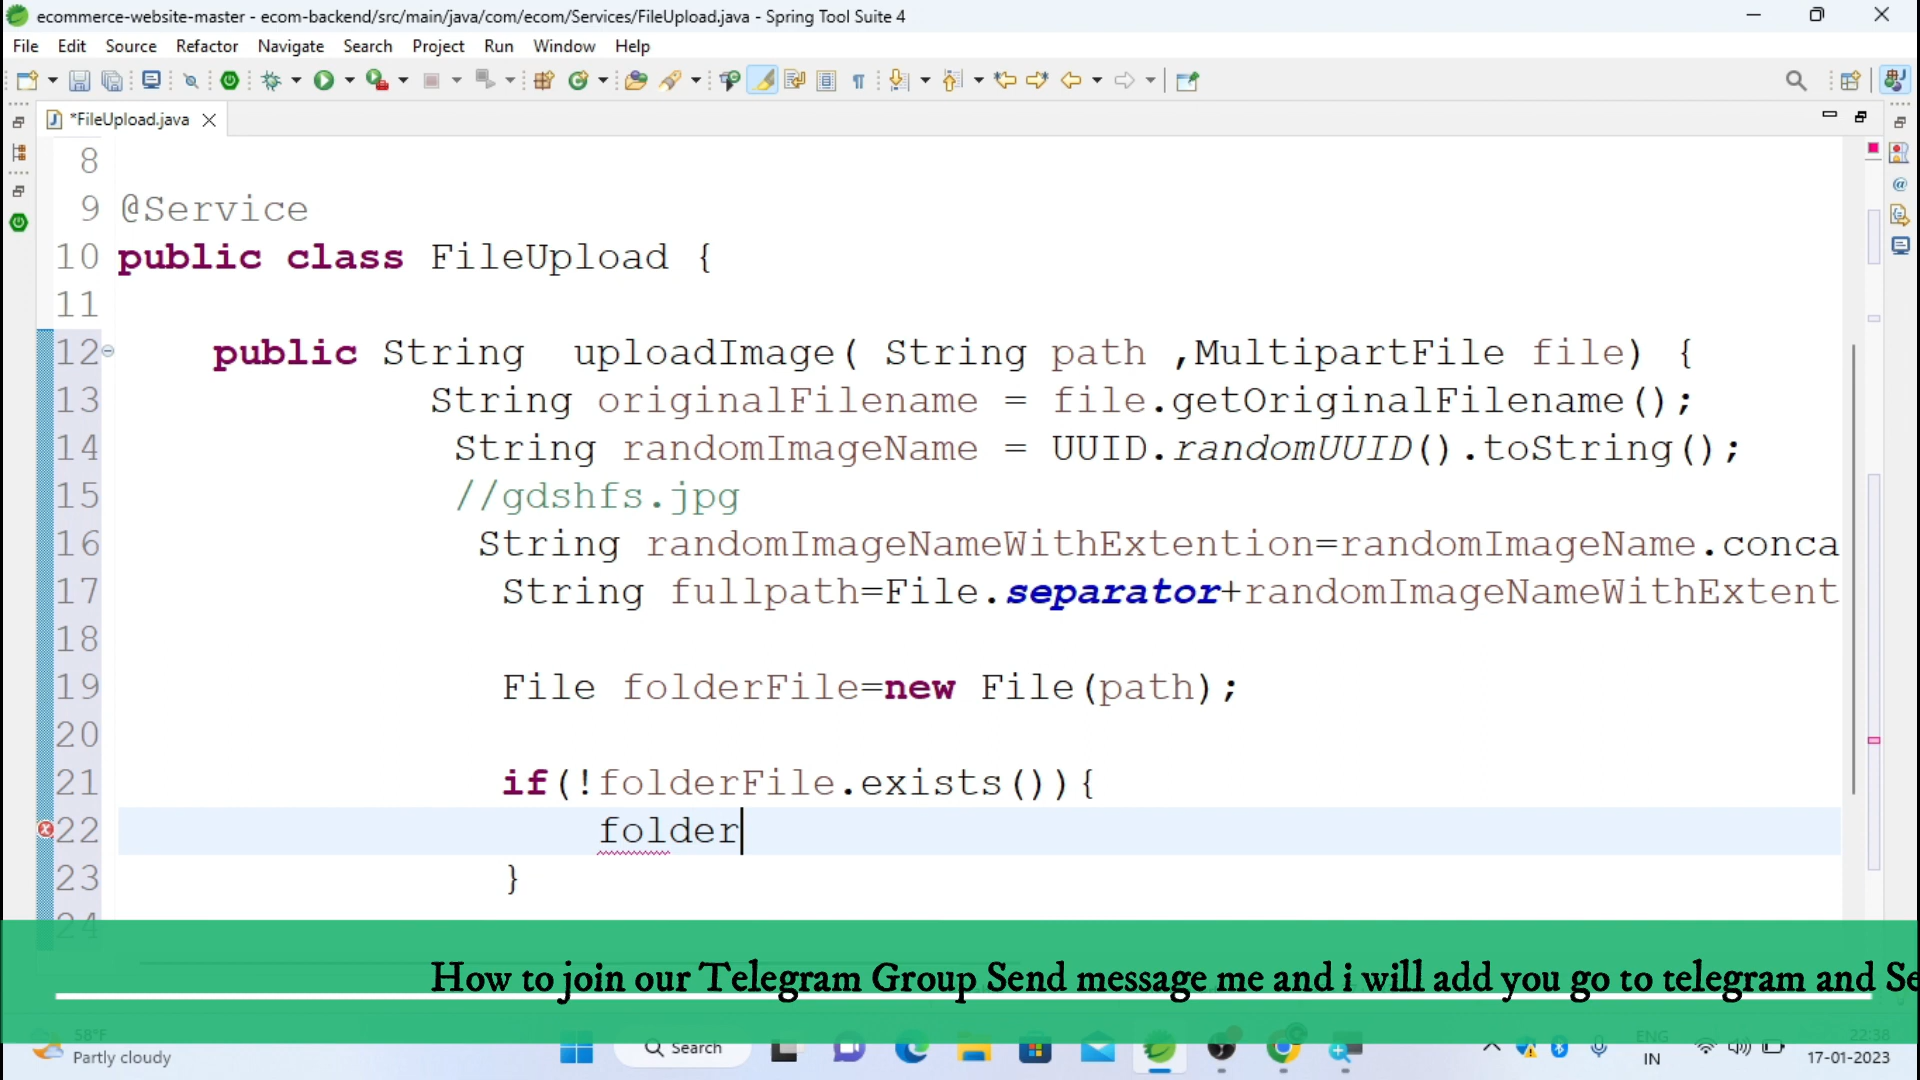 ecommerce-website-master - ecom-backend/src/main/java/com/ecom/Services/FileUpload.java - Spring Tool Suite 4
File Edit Source Refactor Navigate Search Project Run Window Help
*FileUpload.java
8
9 @Service
10 public class FileUpload {
11
12 public String uploadImage( String path ,MultipartFile file) {
13 String originalFilename = file.getOriginalFilename();
14 String randomImageName = UUID.randomUUID().toString();
15 //gdshfs.jpg
16 String randomImageNameWithExtention=randomImageName.conca
17 String fullpath=File.separator+randomImageNameWithExtent
18
19 File folderFile=new File(path);
20
21 if(!folderFile.exists()){
22 folder
23 }
24
How to join our Telegram Group Send message me and i will add you go to telegram and Se
58°F
Partly cloudy
Search
ENG
IN
22:38
17-01-2023